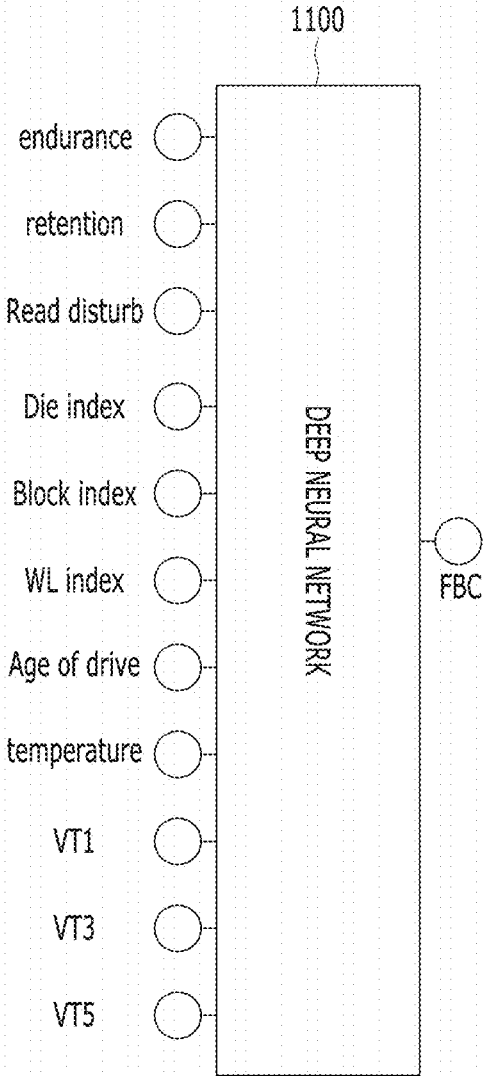 1100
endurance
retention
Read disturb
Die index
Block index
WL index
Age of drive
temperature
VT1
VT3
VT5
DEEP NEURAL NETWORK
FBC